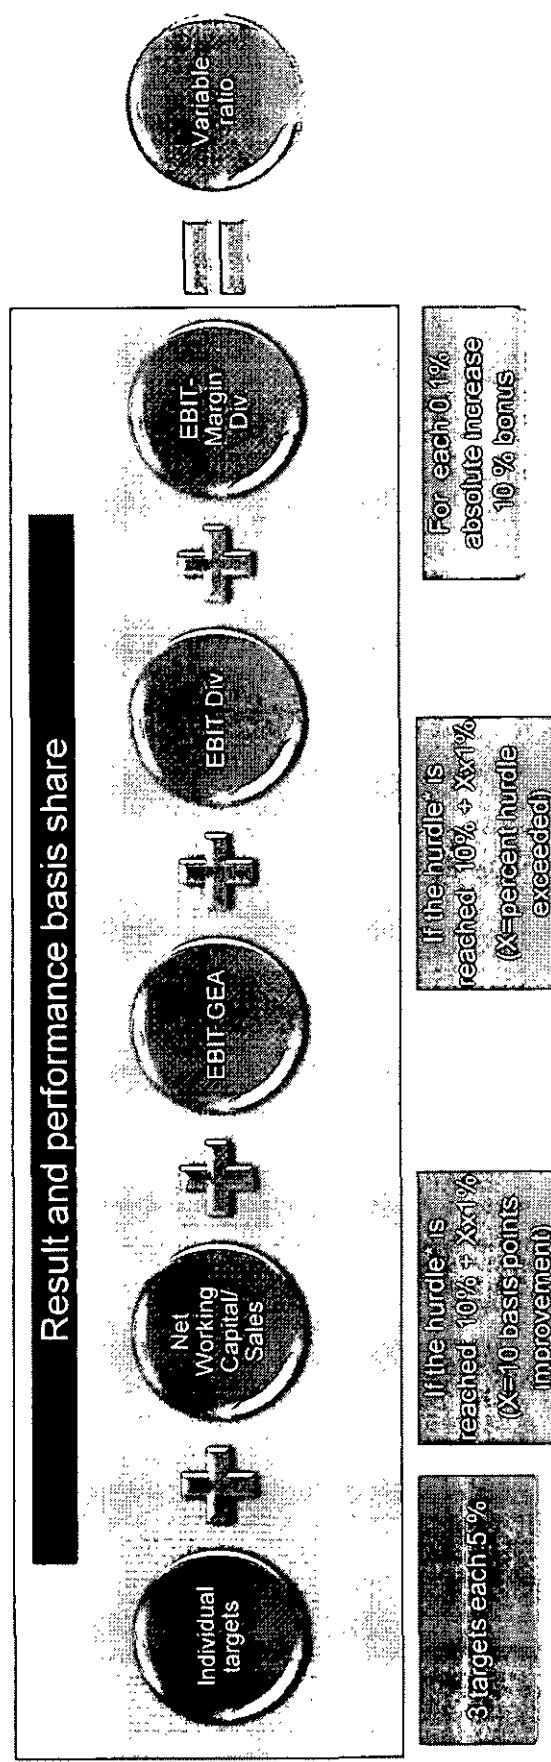 Result and performance basis share
Individual
targets
Net
Working
Capital/
Sales
EBIT GEA
EBIT Div
EBIT-
Margin
Div
Variable
ratio
3 targets each 5 %
If the hurdle* is
reached 10% + Xx1%
(X=10 basis points
improvement)
If the hurdle* is
reached 10% + Xx1%
(X=percent hurdle
exceeded)
For each 0.1%
absolute increase
10 % bonus